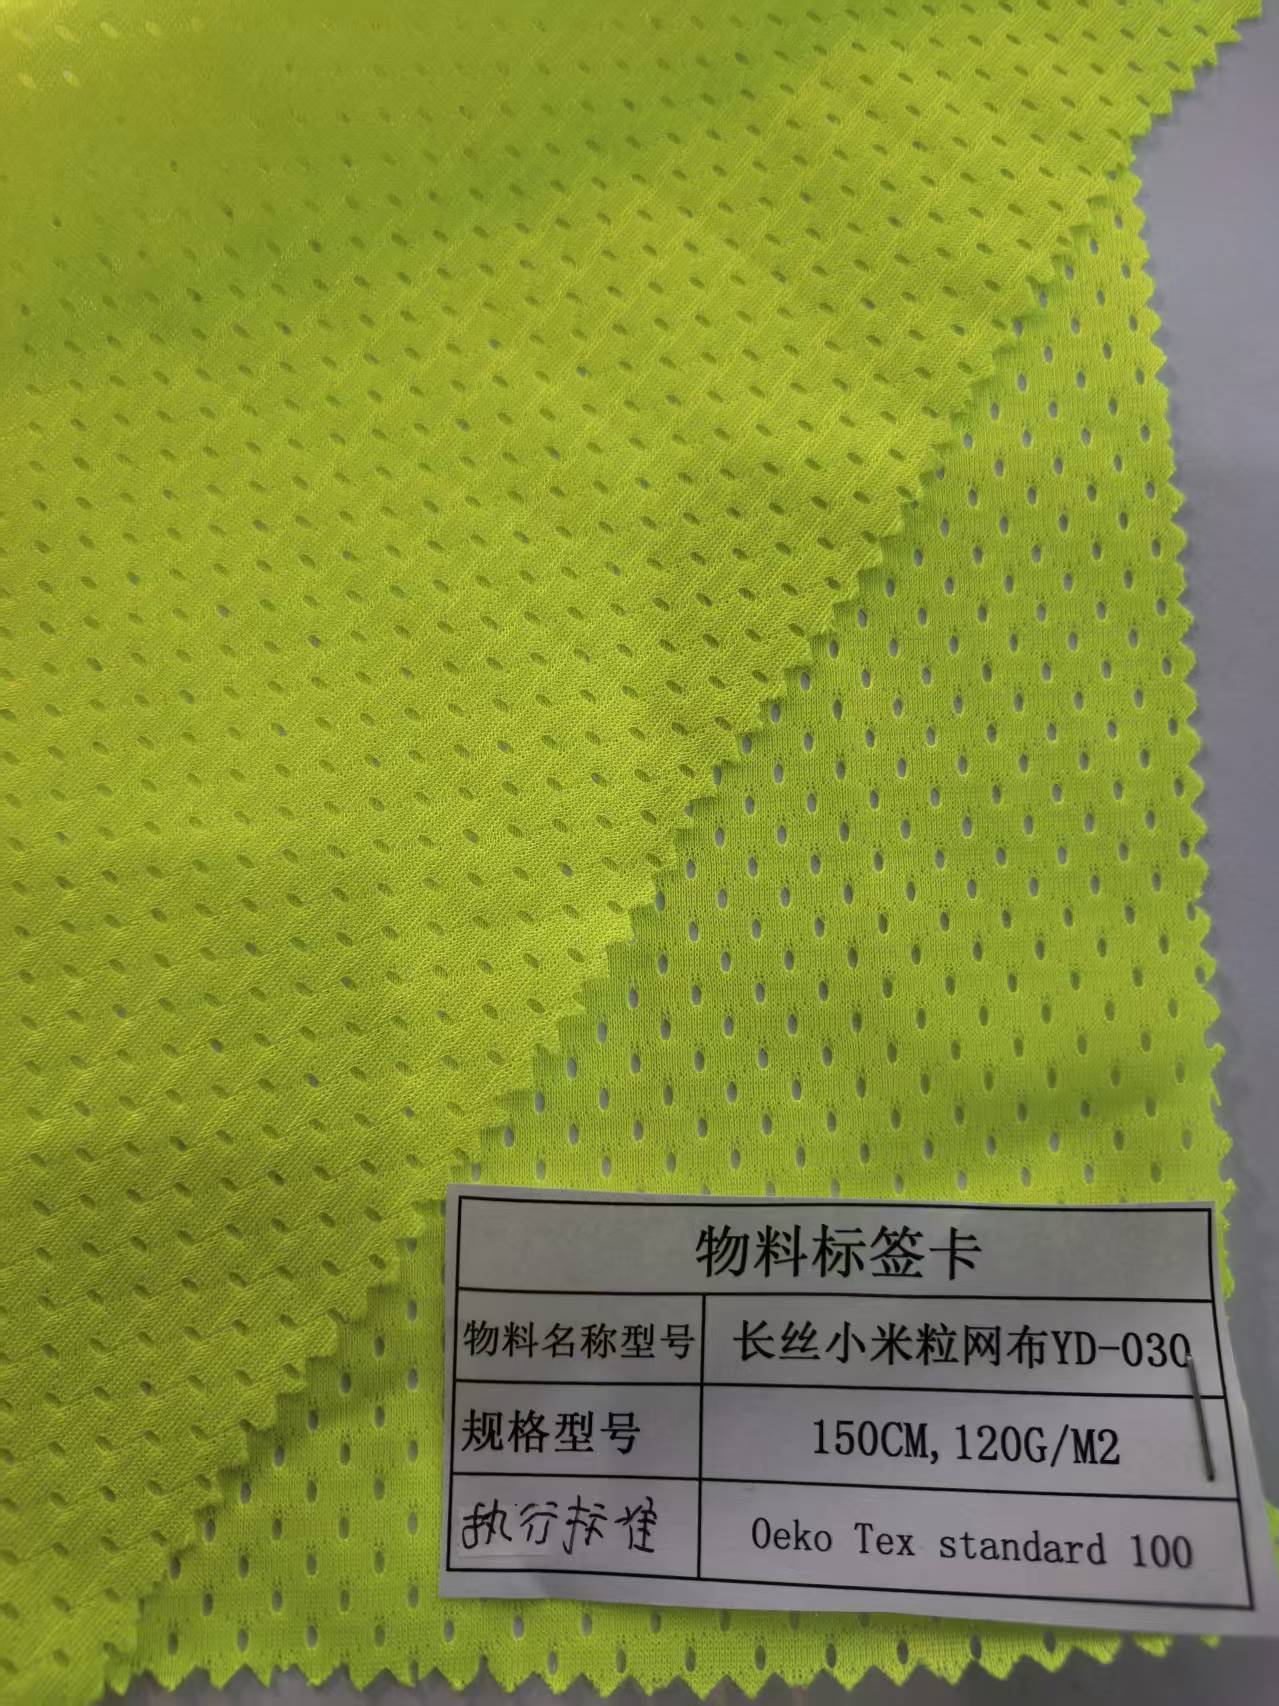 物料标签卡
物料名称型号 长丝小米粒网布YD-030
规格型号 150CM,120G/M2
执行标准 Oeko Tex standard 100